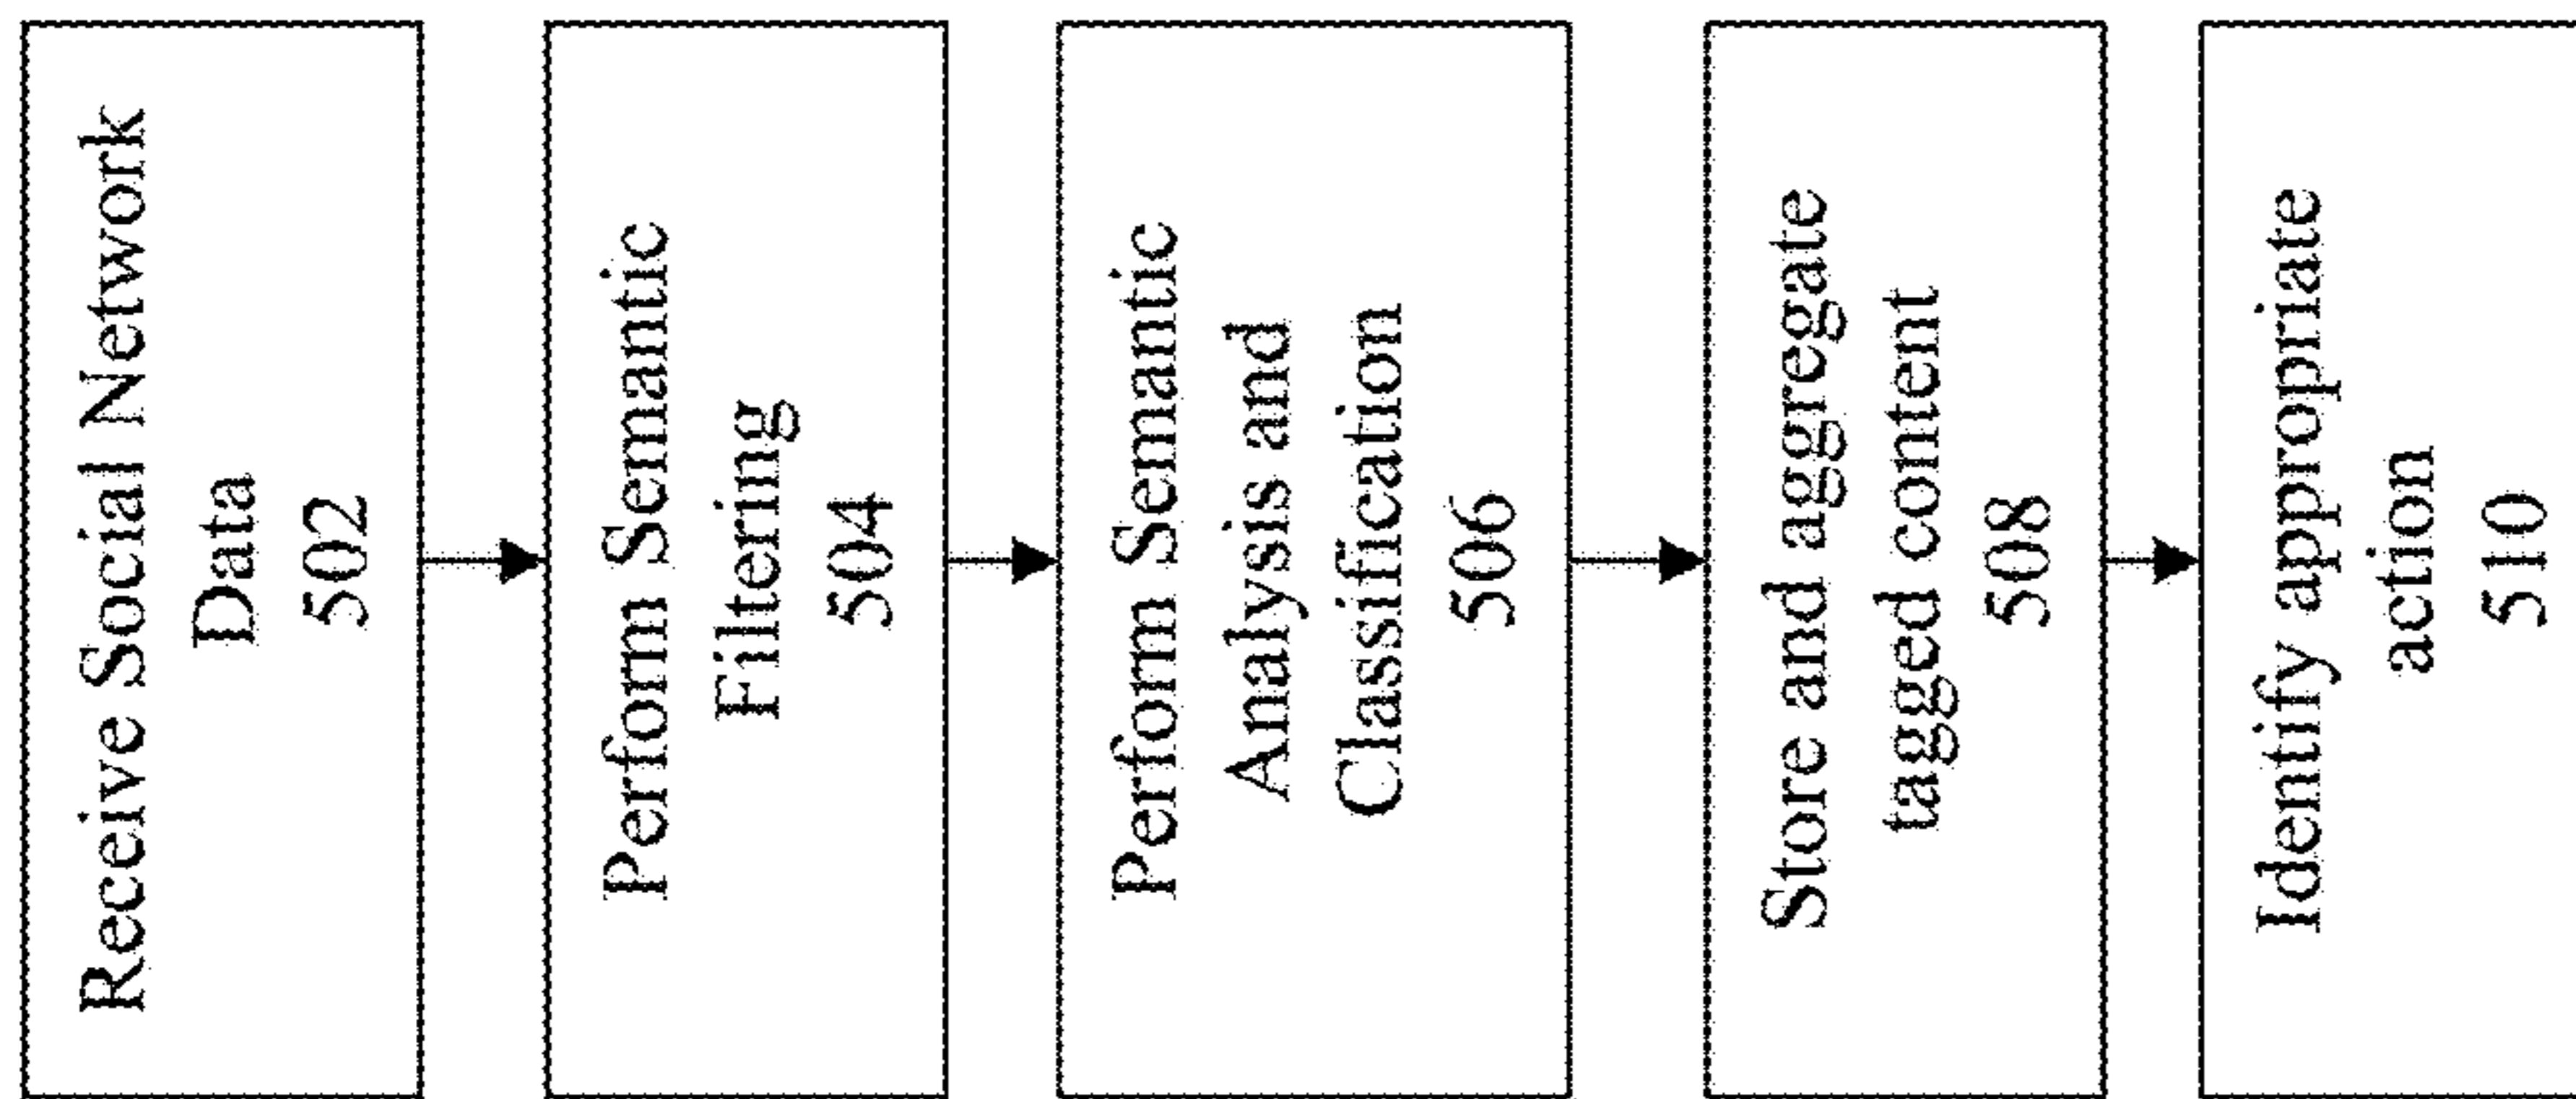 Receive Social Network
Data
502
Perform Semantic
Filtering
504
Perform Semantic
Analysis and
Classification
506
Store and aggregate
tagged content
508
Identify appropriate
action
510